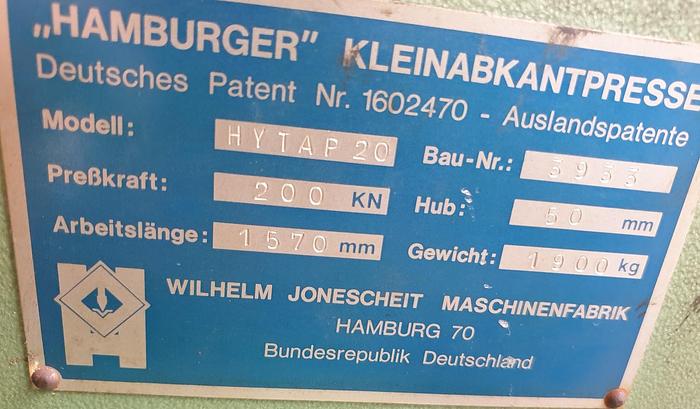 „HAMBURGER” KLEINABKANTPRESSE
Deutsches Patent Nr. 1602470 - Auslandspatente
Modell: HYTAP 20 Bau-Nr.: 3933
Preßkraft: 200 KN Hub: 50 mm
Arbeitslänge: 1570 mm Gewicht: 1900 kg
WILHELM JONESCHEIT MASCHINENFABRIK
HAMBURG 70
Bundesrepublik Deutschland